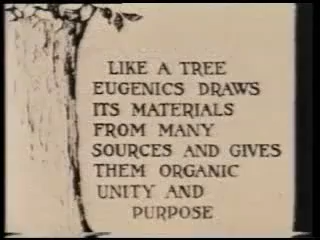 LIKE A TREE
EUGENICS DRAWS
ITS MATERIALS
FROM MANY
SOURCES AND GIVES
THEM ORGANIC
UNITY AND
PURPOSE